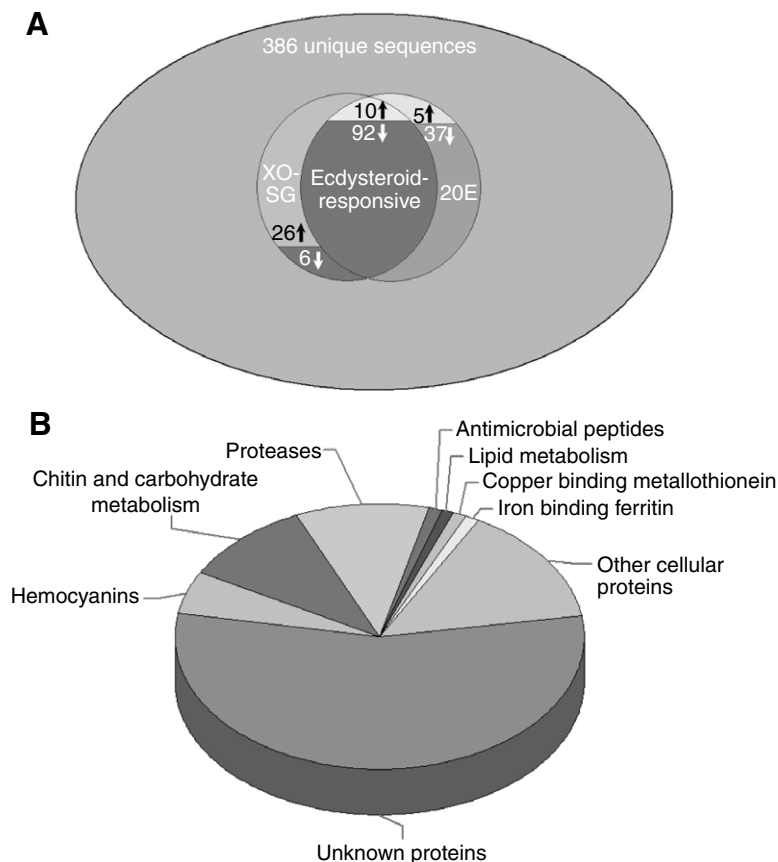 A
386 unique sequences
10↑
5↑
92↓
37↓
XO-
SG
Ecdysteroid-
responsive
20E
26↑
6↓
B
Antimicrobial peptides
Proteases
Lipid metabolism
Chitin and carbohydrate
metabolism
Copper binding metallothionein
Iron binding ferritin
Other cellular
proteins
Hemocyanins
Unknown proteins